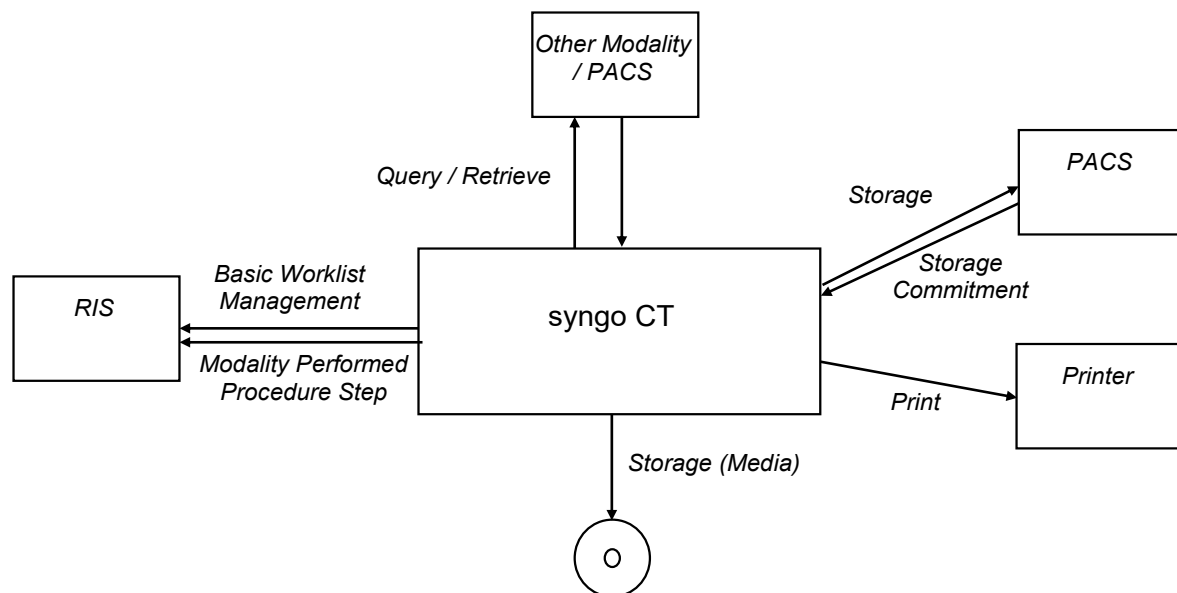 Other Modality
/ PACS
Query / Retrieve
PACS
Storage
Storage
Commitment
Basic Worklist
Management
RIS
syngo CT
Modality Performed
Procedure Step
Printer
Print
Storage (Media)